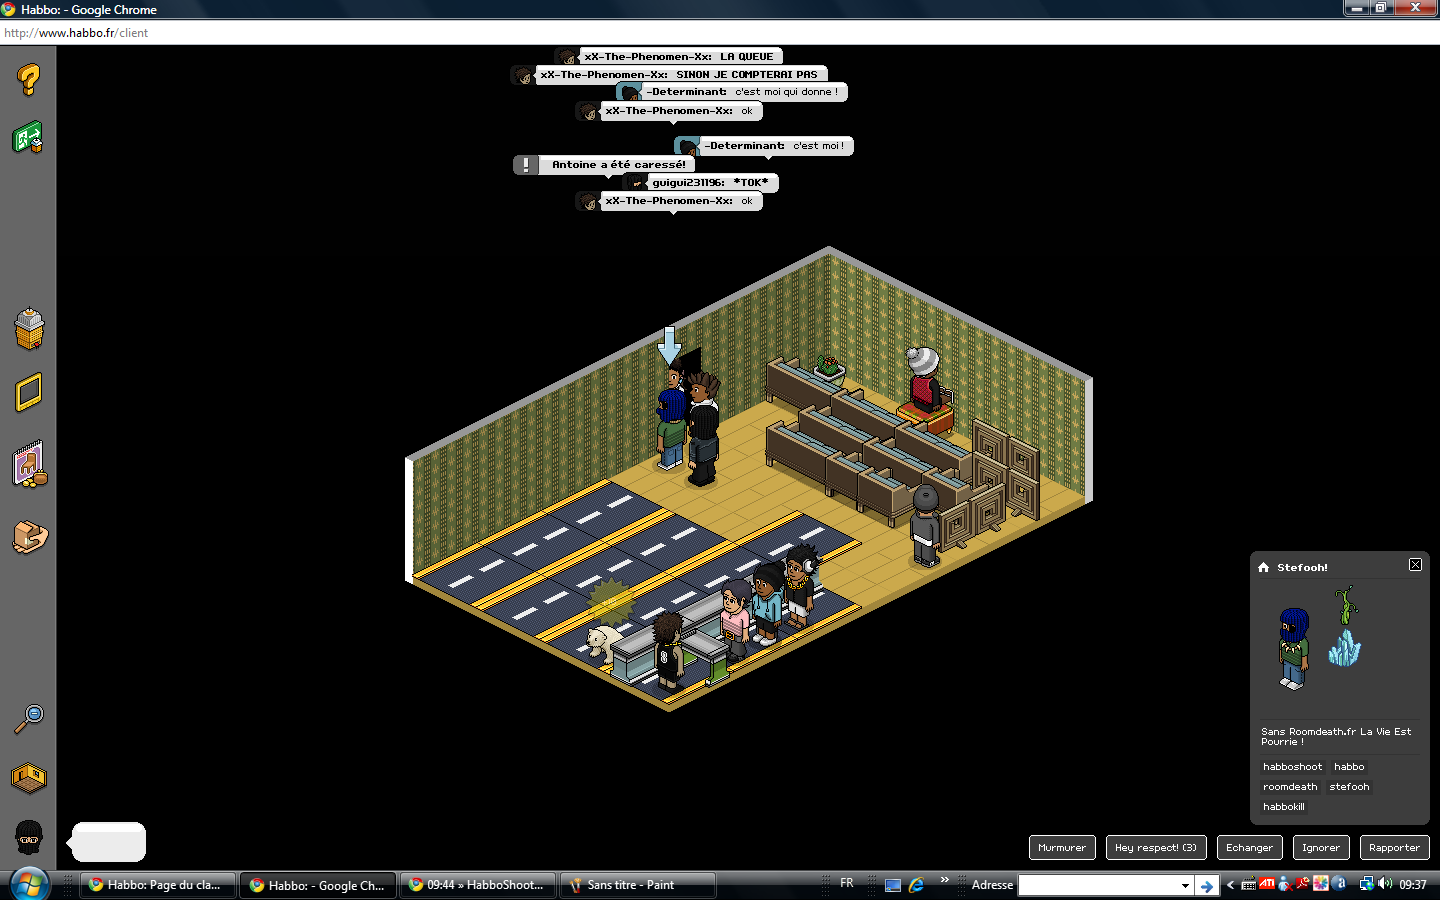 Habbo: - Google Chrome
http://www.habbo.fr/client
xX-The-Phenomen-Xx: LA QUEUE
xX-The-Phenomen-Xx: SINON JE COMPTERAI PAS
-Determinant: c'est moi qui donne !
xX-The-Phenomen-Xx: ok
-Determinant: c'est moi !
! Antoine a été caressé!
guigui231196: *TOK*
xX-The-Phenomen-Xx: ok
8
Stefooh!
Sans Roomdeath.fr La Vie Est
Pourrie !
habboshoot habbo
roomdeath stefooh
habbokill
Murmurer Hey respect! (3) Echanger Ignorer Rapporter
Habbo: Page du cla... Habbo: - Google Ch... 09:44 » HabboShoot... Sans titre - Paint FR » Adresse ATI 09:37